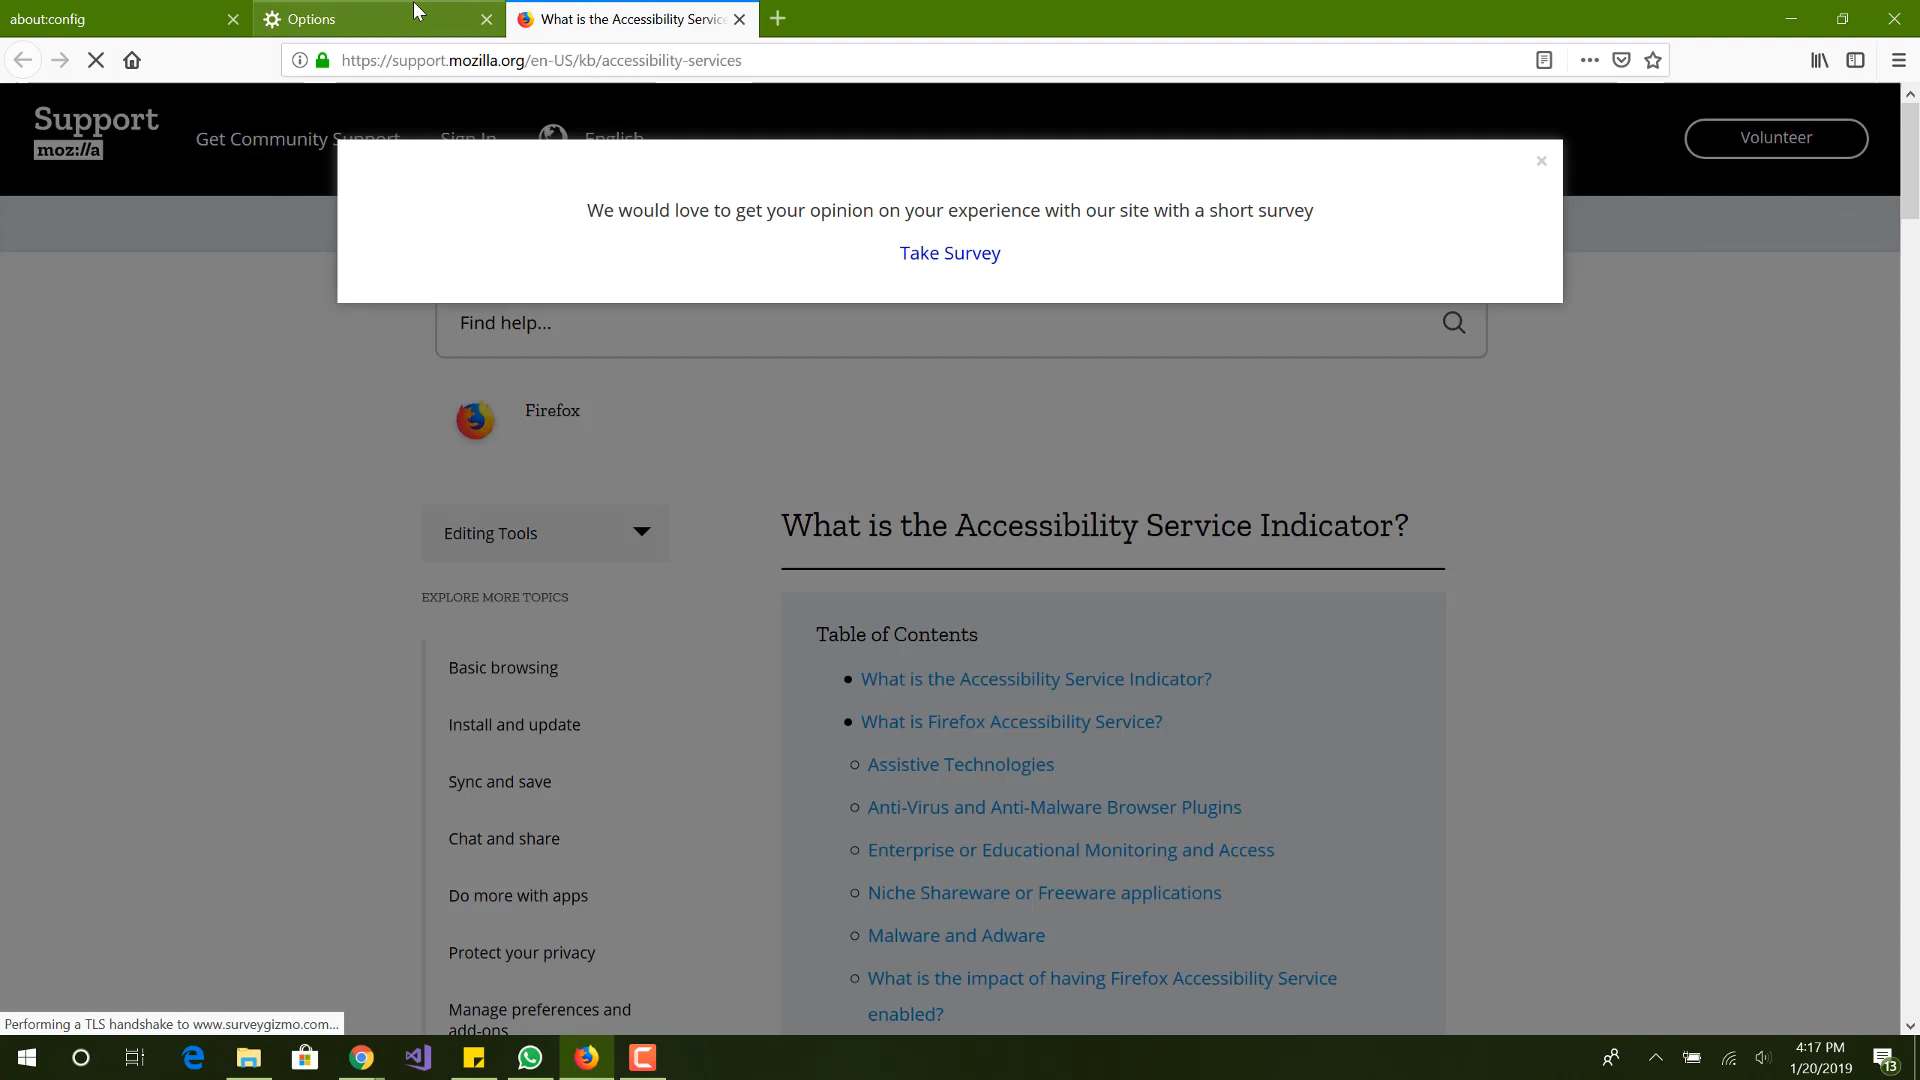 about:config
Options
What is the Accessibility Servic
https://support.mozilla.org/en-US/kb/accessibility-services
Support
moz://a
Get Community Support
Sign In
English
Volunteer
×
We would love to get your opinion on your experience with our site with a short survey
Take Survey
Find help...
Firefox
Editing Tools
EXPLORE MORE TOPICS
Basic browsing
Install and update
Sync and save
Chat and share
Do more with apps
Protect your privacy
Manage preferences and
add-ons
What is the Accessibility Service Indicator?
Table of Contents
What is the Accessibility Service Indicator?
What is Firefox Accessibility Service?
Assistive Technologies
Anti-Virus and Anti-Malware Browser Plugins
Enterprise or Educational Monitoring and Access
Niche Shareware or Freeware applications
Malware and Adware
What is the impact of having Firefox Accessibility Service
enabled?
Performing a TLS handshake to www.surveygizmo.com...
4:17 PM
1/20/2019
13